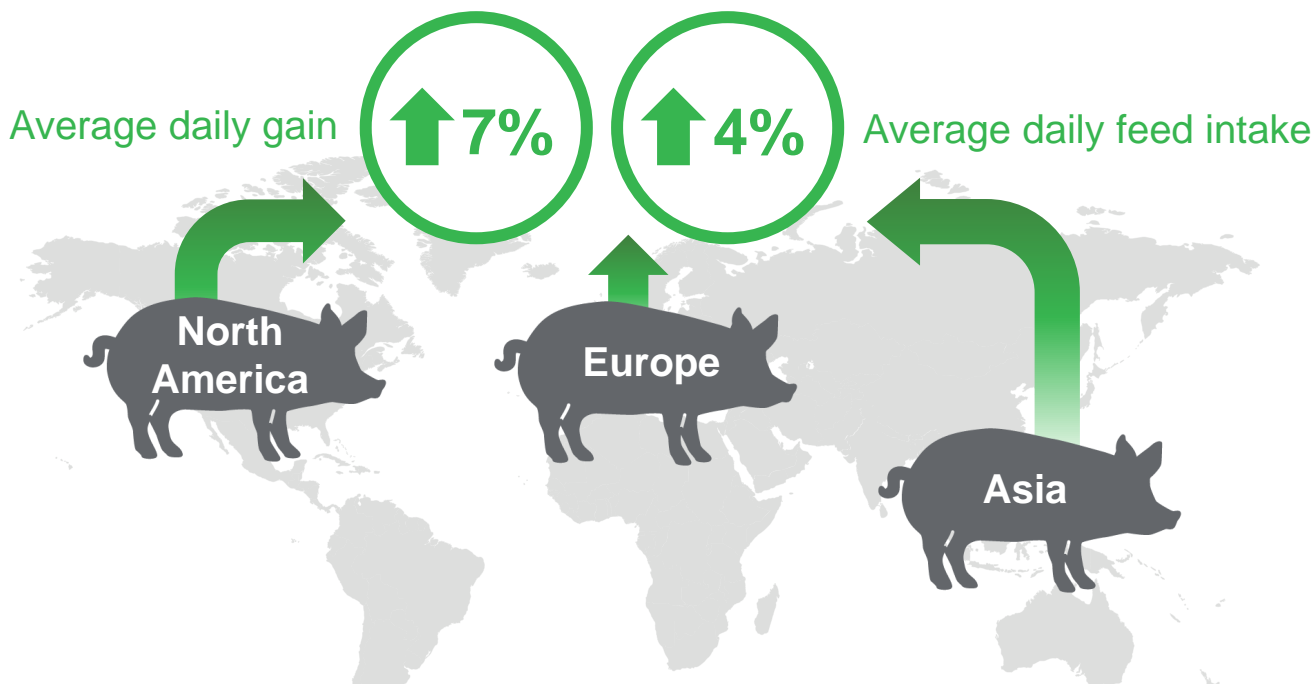 Average daily gain
7%
4%
Average daily feed intake
North
America
Europe
Asia